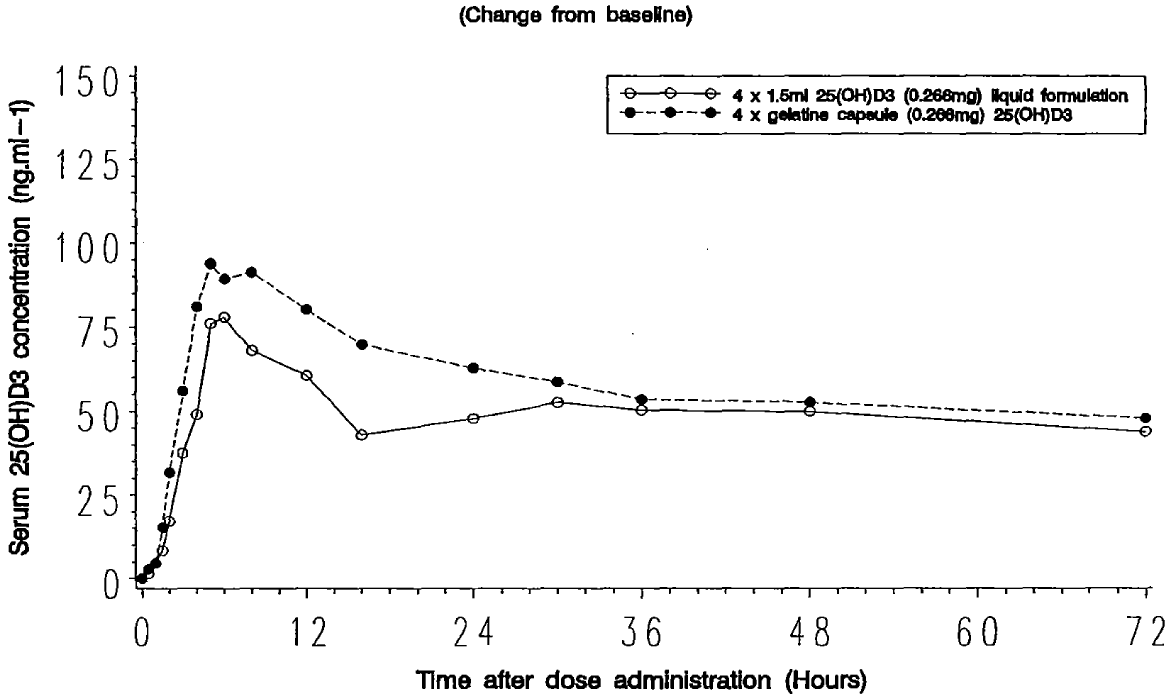 (Change from baseline)
150
125
100
75
50
25
0
Serum 25(OH)D3 concentration (ng.ml-1)
4 x 1.5ml 25(OH)D3 (0.266mg) liquid formulation
4 x gelatine capsule (0.266mg) 25(OH)D3
0 12 24 36 48 60 72
Time after dose administration (Hours)